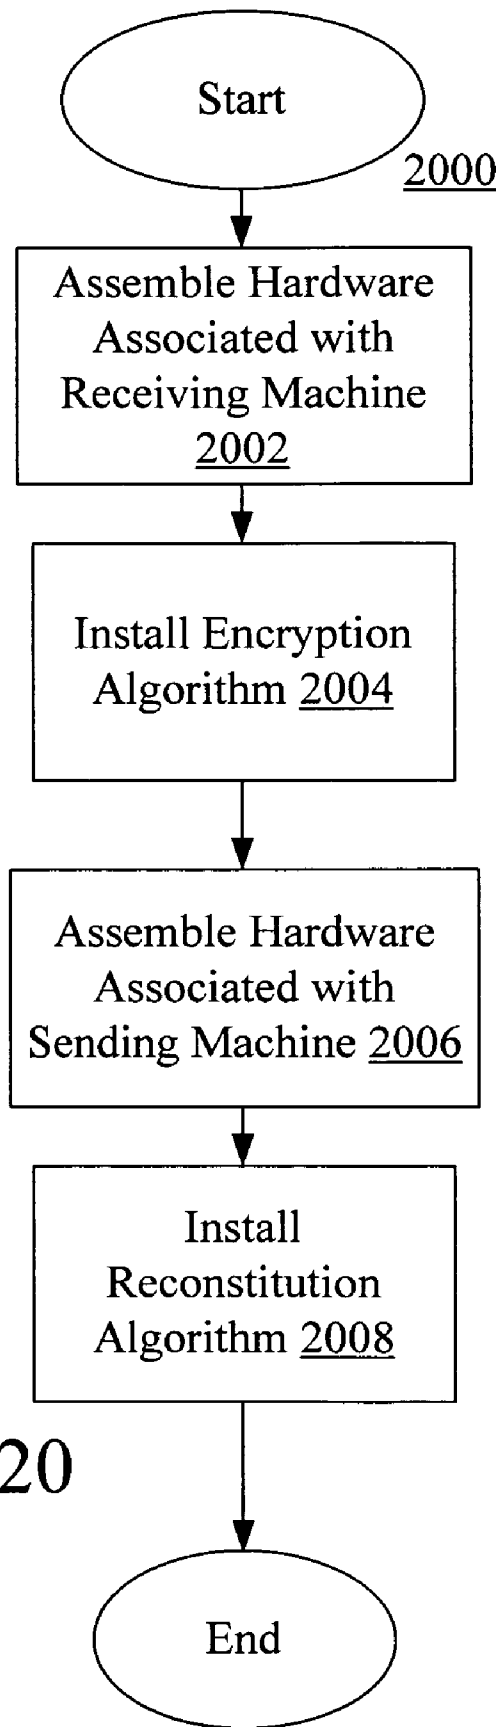 Start
2000
Assemble Hardware
Associated with
Receiving Machine
2002
Install Encryption
Algorithm 2004
Assemble Hardware
Associated with
Sending Machine 2006
Install
Reconstitution
Algorithm 2008
20
End